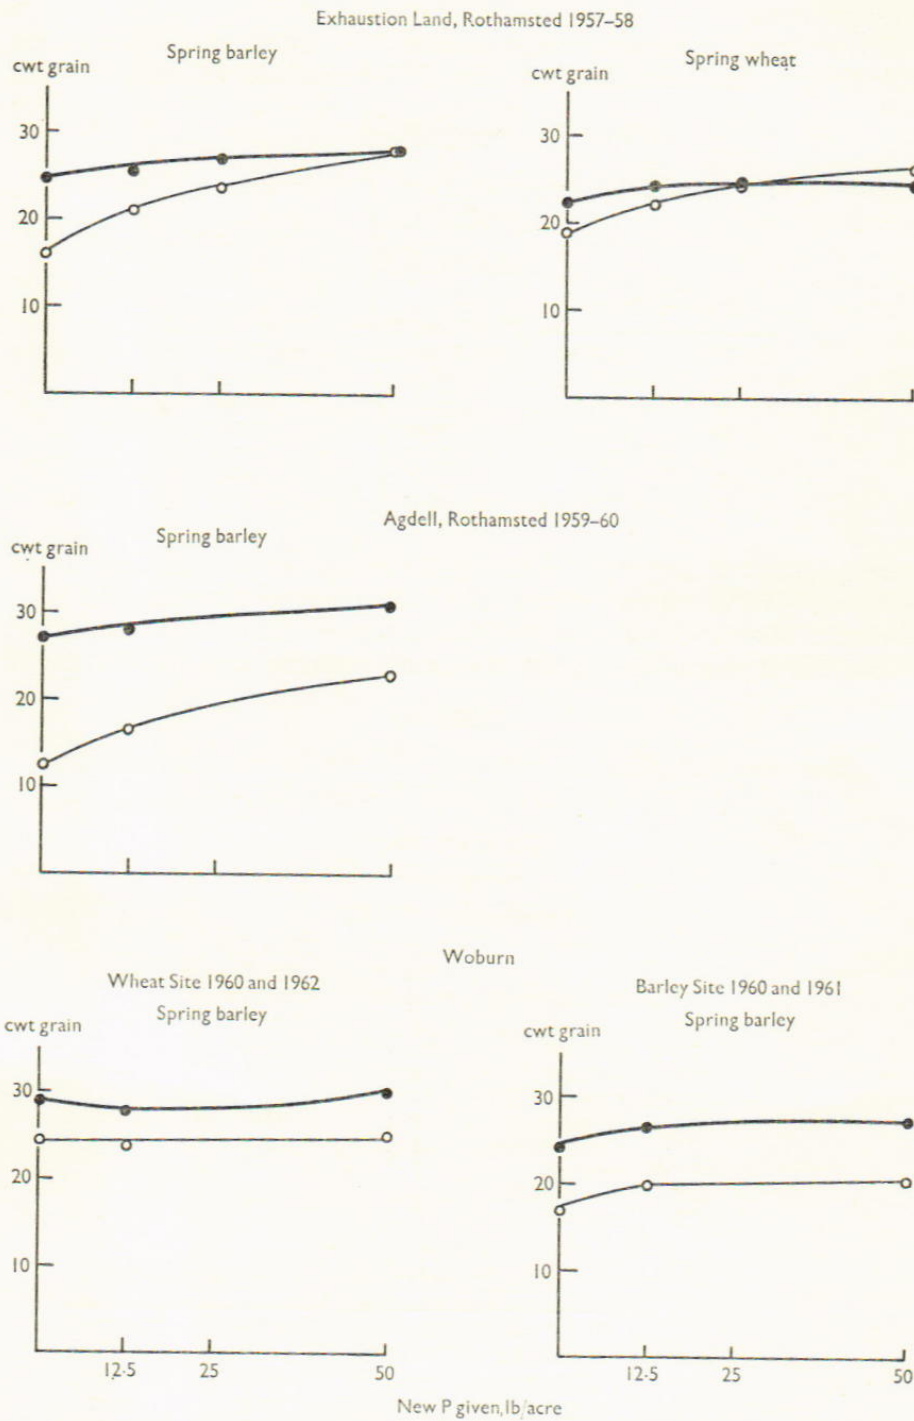 Exhaustion Land, Rothamsted 1957–58
Spring barley
cwt grain
30
20
10
Spring wheat
cwt grain
30
20
10
Agdell, Rothamsted 1959–60
Spring barley
cwt grain
30
20
10
Woburn
Wheat Site 1960 and 1962
Spring barley
cwt grain
30
20
10
12·5 25 50
Barley Site 1960 and 1961
Spring barley
cwt grain
30
20
10
12·5 25 50
New P given, lb/acre